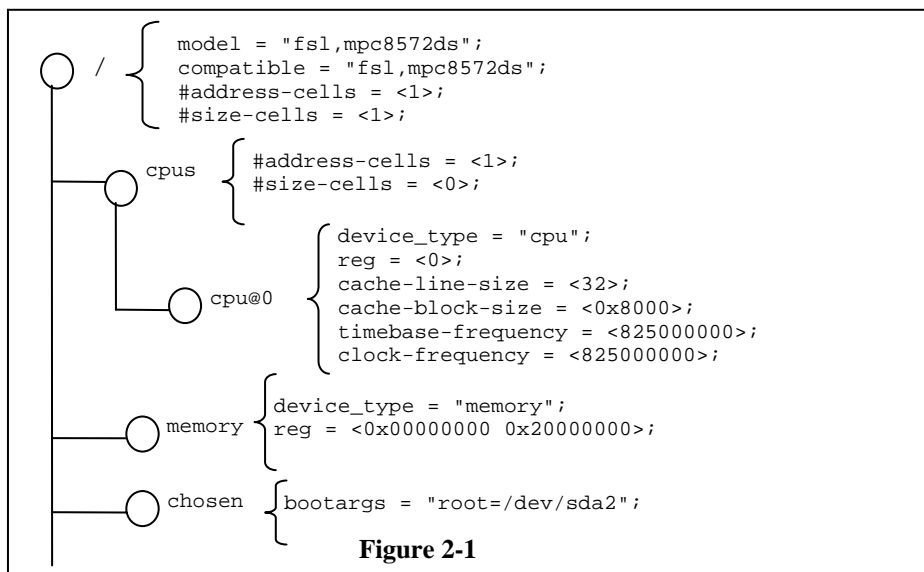 /
model = "fsl,mpc8572ds";
compatible = "fsl,mpc8572ds";
#address-cells = <1>;
#size-cells = <1>;
cpus
#address-cells = <1>;
#size-cells = <0>;
cpu@0
device_type = "cpu";
reg = <0>;
cache-line-size = <32>;
cache-block-size = <0x8000>;
timebase-frequency = <825000000>;
clock-frequency = <825000000>;
memory
device_type = "memory";
reg = <0x00000000 0x20000000>;
chosen
bootargs = "root=/dev/sda2";
Figure 2-1